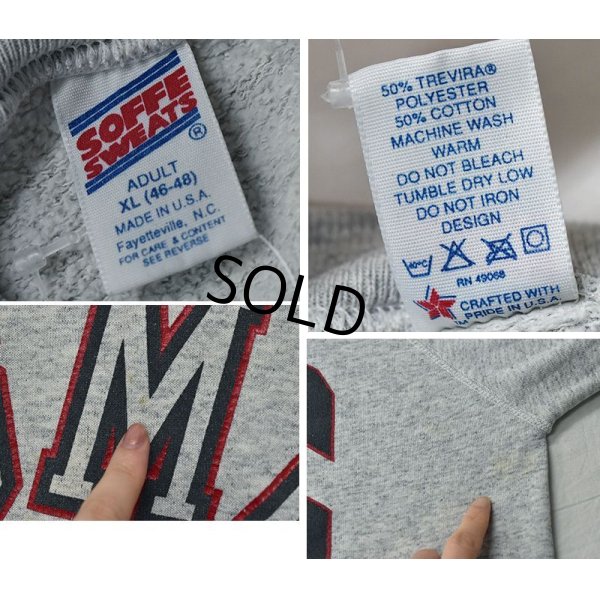 SOFFE
SWEATS
®
ADULT
XL (46-48)
MADE IN U.S.A.
Fayetteville, N.C.
FOR CARE & CONTENT
SEE REVERSE
50% TREVIRA®
POLYESTER
50% COTTON
MACHINE WASH
WARM
DO NOT BLEACH
TUMBLE DRY LOW
DO NOT IRON
DESIGN
40°C
RN 49068
CRAFTED WITH
PRIDE IN U.S.A.
SOLD
M